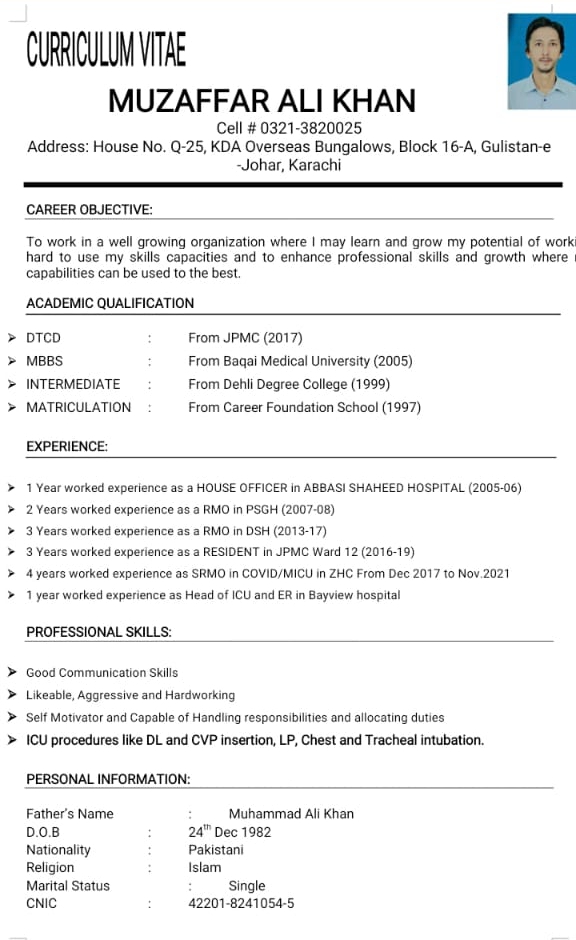 CURRICULUM VITAE
MUZAFFAR ALI KHAN
Cell # 0321-3820025
Address: House No. Q-25, KDA Overseas Bungalows, Block 16-A, Gulistan-e
-Johar, Karachi
CAREER OBJECTIVE:
To work in a well growing organization where I may learn and grow my potential of worki
hard to use my skills capacities and to enhance professional skills and growth where
capabilities can be used to the best.
ACADEMIC QUALIFICATION
➢ DTCD : From JPMC (2017)
➢ MBBS : From Baqai Medical University (2005)
➢ INTERMEDIATE : From Dehli Degree College (1999)
➢ MATRICULATION : From Career Foundation School (1997)
EXPERIENCE:
➢ 1 Year worked experience as a HOUSE OFFICER in ABBASI SHAHEED HOSPITAL (2005-06)
➢ 2 Years worked experience as a RMO in PSGH (2007-08)
➢ 3 Years worked experience as a RMO in DSH (2013-17)
➢ 3 Years worked experience as a RESIDENT in JPMC Ward 12 (2016-19)
➢ 4 years worked experience as SRMO in COVID/MICU in ZHC From Dec 2017 to Nov.2021
➢ 1 year worked experience as Head of ICU and ER in Bayview hospital
PROFESSIONAL SKILLS:
➢ Good Communication Skills
➢ Likeable, Aggressive and Hardworking
➢ Self Motivator and Capable of Handling responsibilities and allocating duties
➢ ICU procedures like DL and CVP insertion, LP, Chest and Tracheal intubation.
PERSONAL INFORMATION:
Father's Name : Muhammad Ali Khan
D.O.B : 24th Dec 1982
Nationality : Pakistani
Religion : Islam
Marital Status : Single
CNIC : 42201-8241054-5